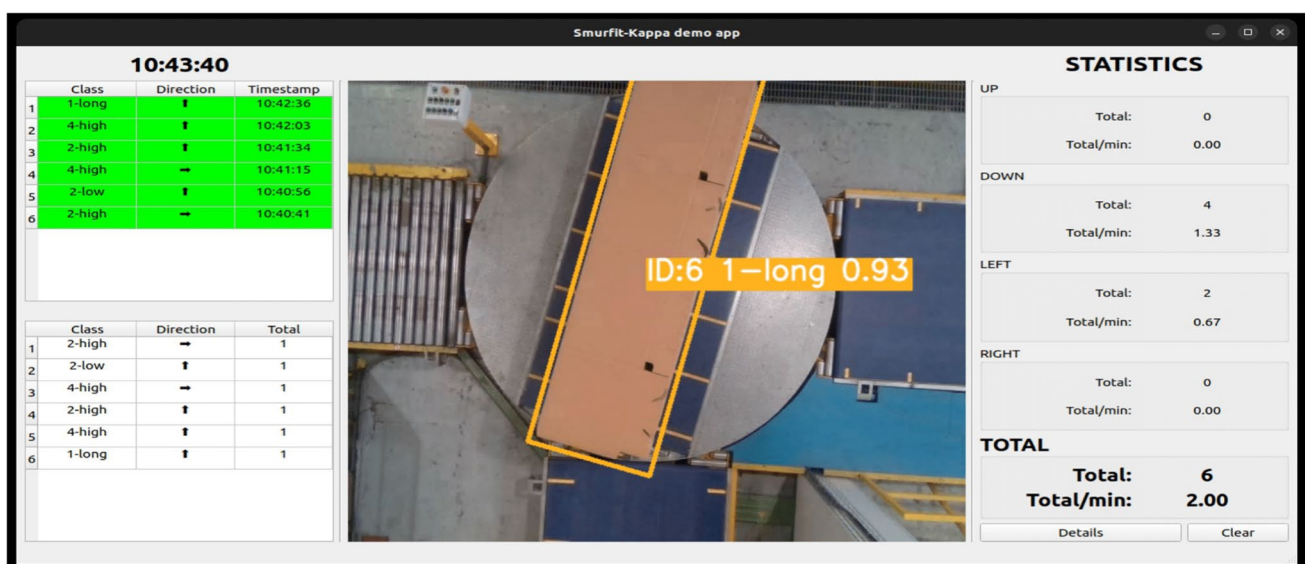 Smurfit-Kappa demo app
10:43:40
Class Direction Timestamp
1 1-long ⬆ 10:42:36
2 4-high ⬆ 10:42:03
3 2-high ⬆ 10:41:34
4 4-high ➡ 10:41:15
5 2-low ⬆ 10:40:56
6 2-high ➡ 10:40:41
Class Direction Total
1 2-high ➡ 1
2 2-low ⬆ 1
3 4-high ➡ 1
4 2-high ⬆ 1
5 4-high ⬆ 1
6 1-long ⬆ 1
ID:6 1-long 0.93
STATISTICS
UP
Total: 0
Total/min: 0.00
DOWN
Total: 4
Total/min: 1.33
LEFT
Total: 2
Total/min: 0.67
RIGHT
Total: 0
Total/min: 0.00
TOTAL
Total: 6
Total/min: 2.00
Details Clear